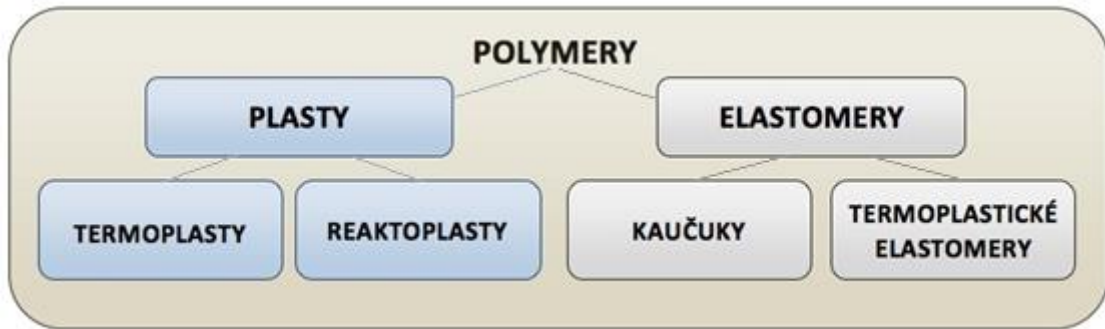 POLYMERY
PLASTY
ELASTOMERY
TERMOPLASTY
REAKTOPLASTY
KAUČUKY
TERMOPLASTICKÉ
ELASTOMERY